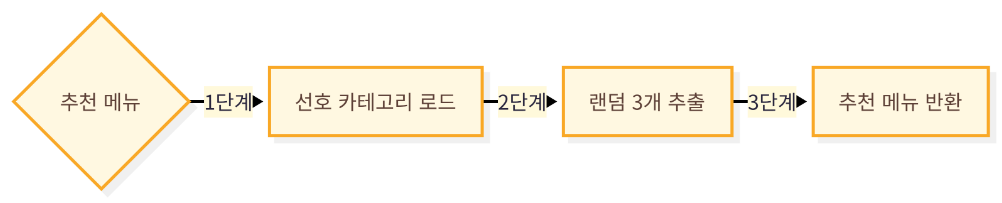 추천 메뉴
1단계
선호 카테고리 로드
2단계
랜덤 3개 추출
3단계
추천 메뉴 반환